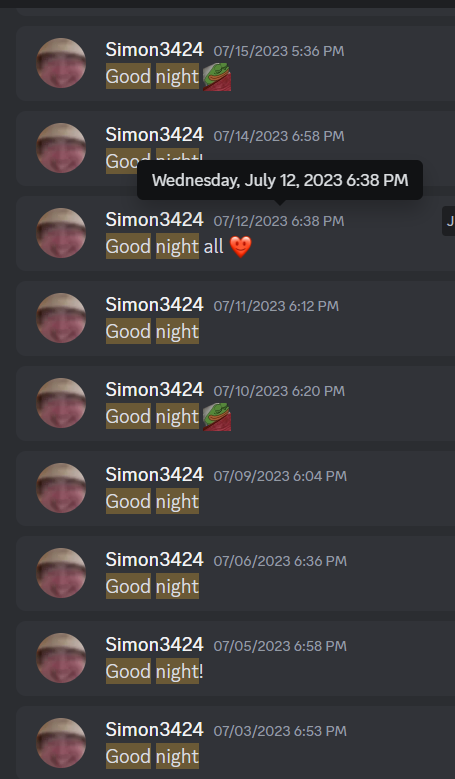 Simon3424 07/15/2023 5:36 PM
Good night
Simon3424 07/14/2023 6:58 PM
Good night!
Wednesday, July 12, 2023 6:38 PM
Simon3424 07/12/2023 6:38 PM
J
Good night all
Simon3424 07/11/2023 6:12 PM
Good night
Simon3424 07/10/2023 6:20 PM
Good night
Simon3424 07/09/2023 6:04 PM
Good night
Simon3424 07/06/2023 6:36 PM
Good night
Simon3424 07/05/2023 6:58 PM
Good night!
Simon3424 07/03/2023 6:53 PM
Good night